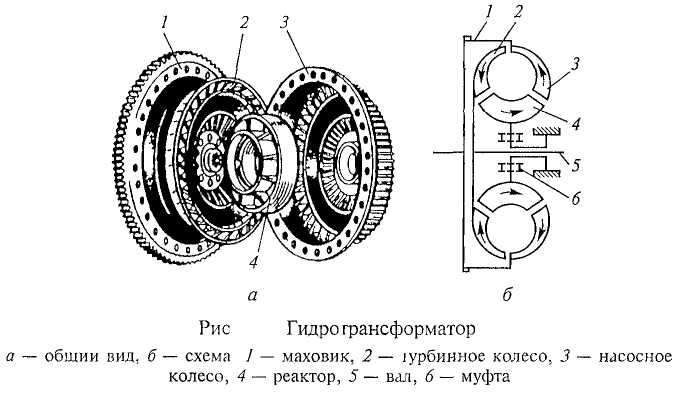 1
2
3
4
а
1
2
3
4
5
6
б
Рис Гидротрансформатор
а — общии вид, б — схема 1 — маховик, 2 — турбинное колесо, 3 — насосное
колесо, 4 — реактор, 5 — вал, 6 — муфта